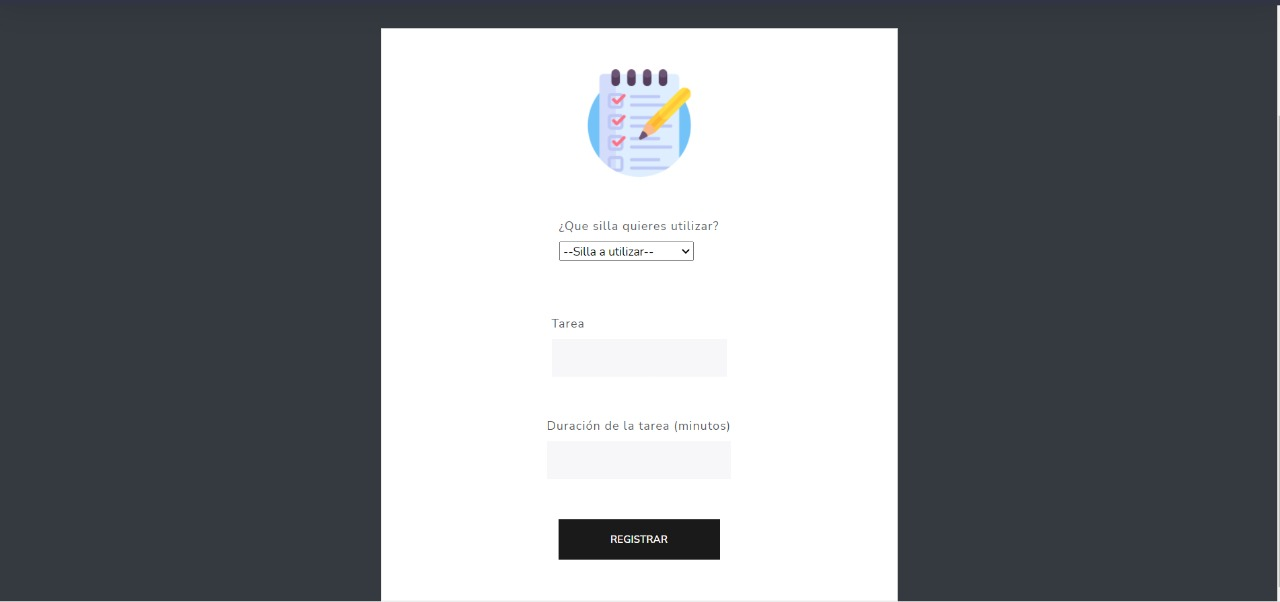 ¿Que silla quieres utilizar?
--Silla a utilizar--
Tarea
Duración de la tarea (minutos)
REGISTRAR